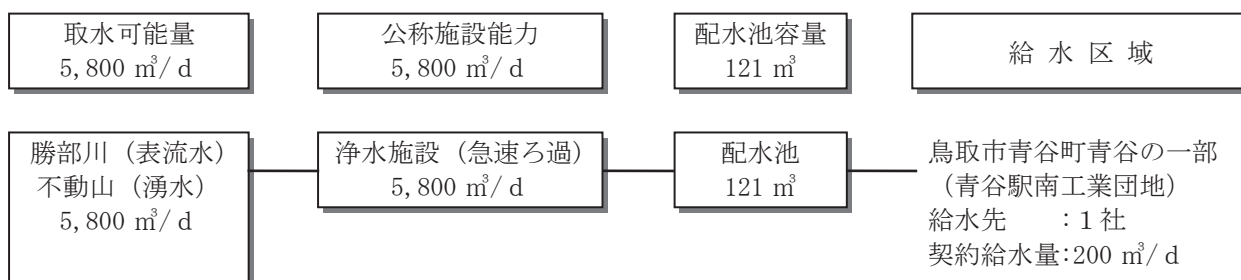 取水可能量
5,800 ㎥/d
公称施設能力
5,800 ㎥/d
配水池容量
121 ㎥
給 水 区 域
勝部川（表流水）
不動山（湧水）
5,800 ㎥/d
浄水施設（急速ろ過）
5,800 ㎥/d
配水池
121 ㎥
鳥取市青谷町青谷の一部
（青谷駅南工業団地）
給水先　　：１社
契約給水量:200 ㎥/d